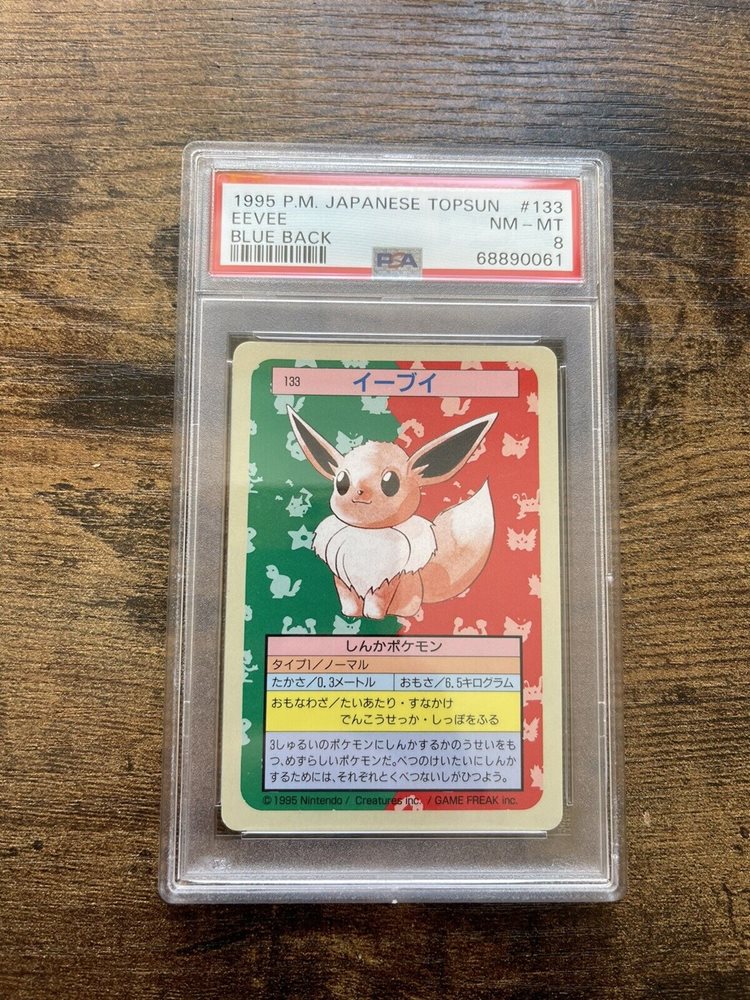 1995 P.M. JAPANESE TOPSUN #133
EEVEE NM - MT
BLUE BACK 8
PSA 68890061
133 イーブイ
しんかポケモン
タイプ1/ノーマル
たかさ/0.3メートル おもさ/6.5キログラム
おもなわざ/たいあたり・すなかけ
でんこうせっか・しっぽをふる
3しゅるいのポケモンにしんかするかのうせいをも
つ、めずらしいポケモンだ。べつのけいたいにしんか
するためには、それぞれとくべつないしがひつよう。
©1995 Nintendo / Creatures inc. / GAME FREAK inc.